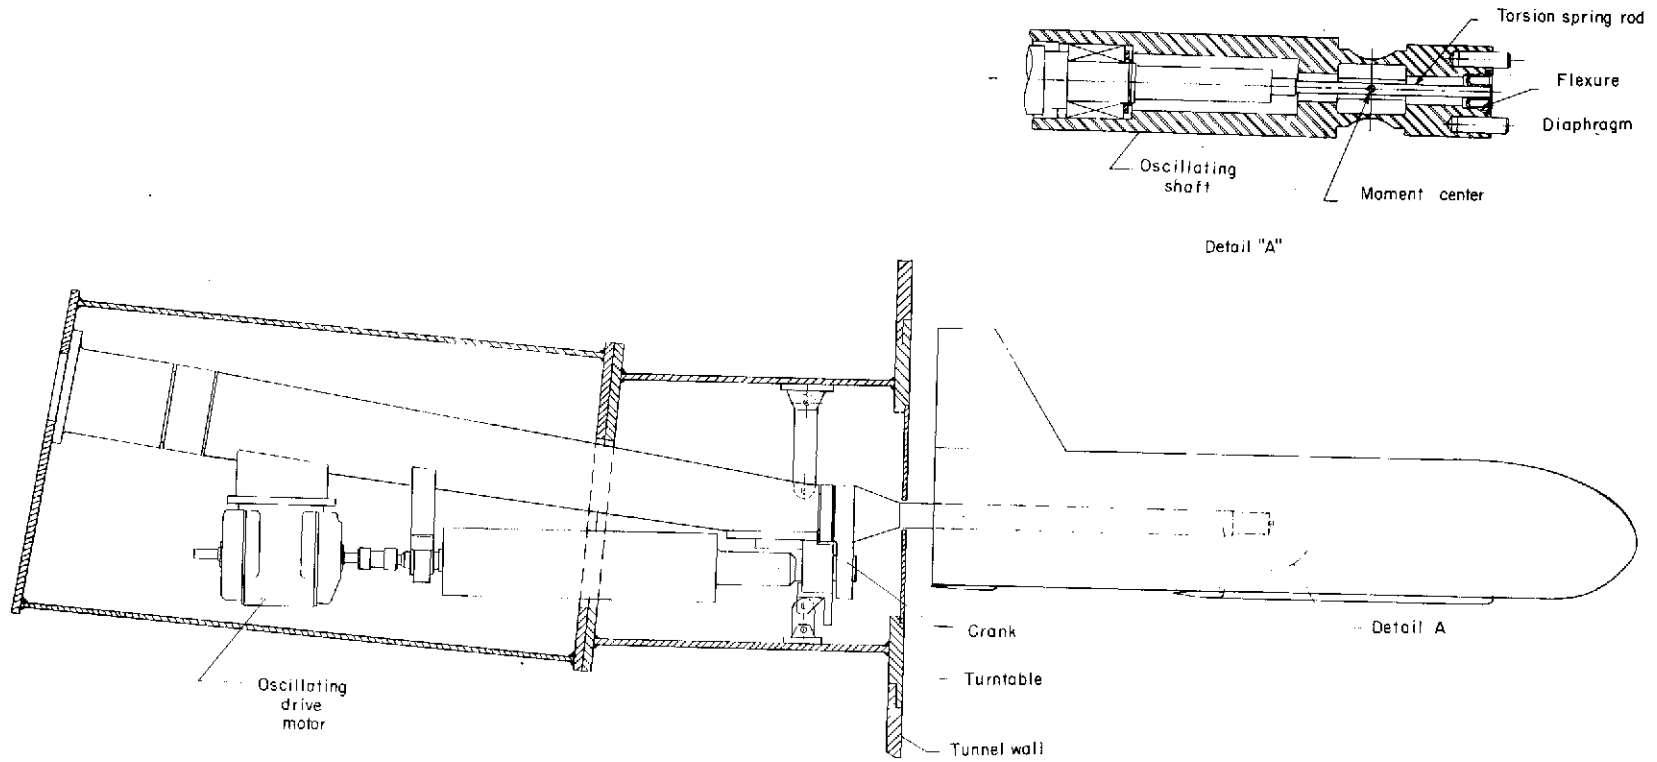 Torsion spring rod
Flexure
Diaphragm
Oscillating
shaft
Moment center
Detail "A"
Crank
Detail A
Turntable
Oscillating
drive
motor
Tunnel wall